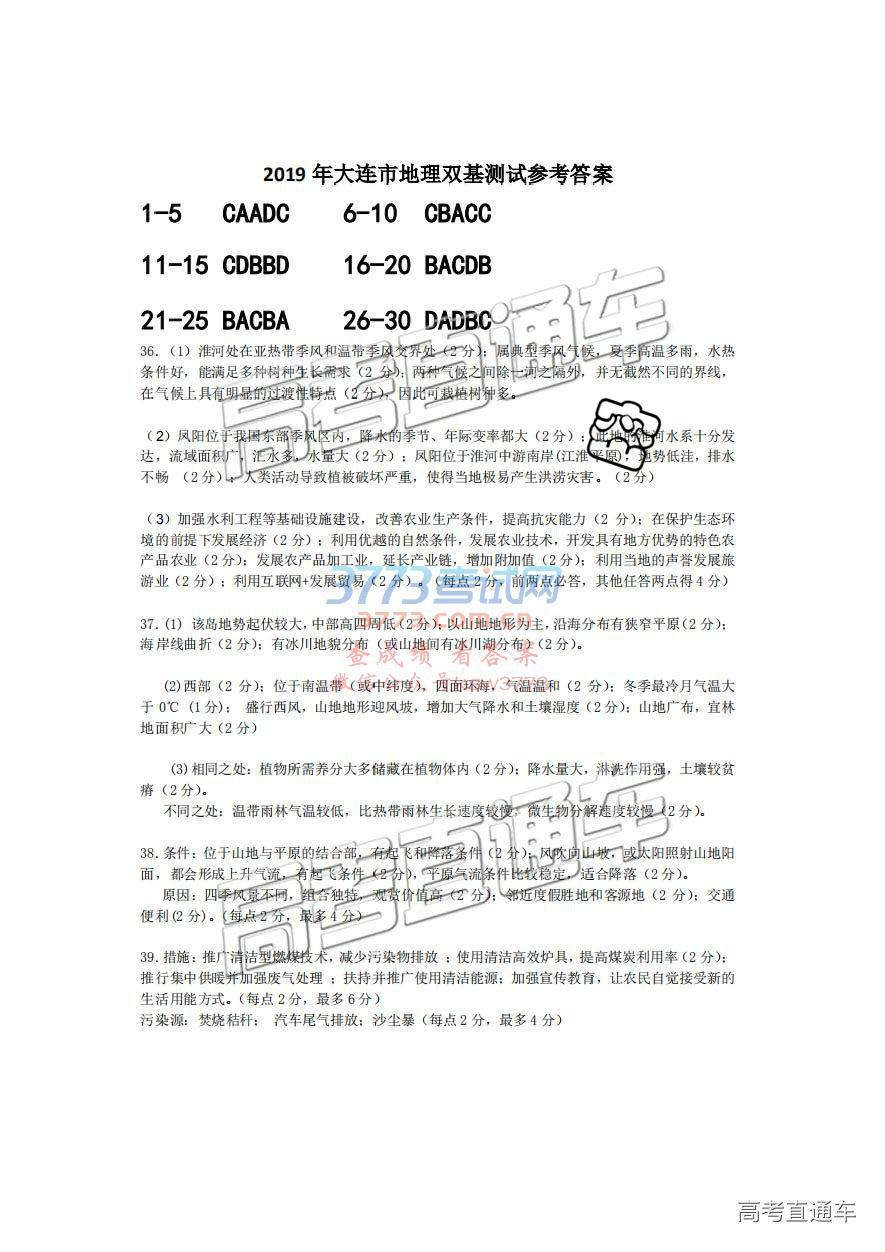 2019 年大连市地理双基测试参考答案
1-5 CAADC 6-10 CBACC
11-15 CDBBD 16-20 BACDB
21-25 BACBA 26-30 DADBC
36.（1）淮河处在亚热带季风和温带季风交界处（2 分）；属典型季风气候，夏季高温多雨，水热
条件好，能满足多种树种生长需求（2 分）；两种气候之间除一河之隔外，并无截然不同的界线，
在气候上具有明显的过渡性特点（2 分），因此可栽植树种多。
（2）凤阳位于我国东部季风区内，降水的季节、年际变率都大（2 分）；此地的淮河水系十分发
达，流域面积广，汇水多，水量大（2 分）；凤阳位于淮河中游南岸(江淮平原)，地势低洼，排水
不畅 （2 分）；人类活动导致植被破坏严重，使得当地极易产生洪涝灾害。（2 分）
（3）加强水利工程等基础设施建设，改善农业生产条件，提高抗灾能力（2 分）；在保护生态环
境的前提下发展经济（2 分）；利用优越的自然条件，发展农业技术，开发具有地方优势的特色农
产品农业（2 分）；发展农产品加工业，延长产业链，增加附加值（2 分）；利用当地的声誉发展旅
游业（2 分）；利用互联网+发展贸易（2 分）。（每点 2 分，前两点必答，其他任答两点得 4 分）
3773考试网
37.（1） 该岛地势起伏较大，中部高四周低（2 分），以山地地形为主，沿海分布有狭窄平原（2 分）；
3773.com.cn
海岸线曲折（2 分）；有冰川地貌分布（或山地间有冰川湖分布）（2 分）。
查成绩 看答案
(2)西部（2 分）；位于南温带（或中纬度），四面环海，气温温和（2 分）；冬季最冷月气温大
于 0℃（1 分）； 盛行西风，山地地形迎风坡，增加大气降水和土壤湿度（2 分）；山地广布，宜林
地面积广大（2 分）
(3)相同之处：植物所需养分大多储藏在植物体内（2 分）；降水量大，淋洗作用强，土壤较贫
瘠（2 分）。
不同之处：温带雨林气温较低，比热带雨林生长速度较慢，微生物分解速度较慢（2 分）。
38.条件：位于山地与平原的结合部，有起飞和降落条件（2 分）；风吹向山坡，或太阳照射山地阳
面，都会形成上升气流，有起飞条件（2 分），平原气流条件比较稳定，适合降落（2 分）。
原因：四季风景不同，组合独特，观赏价值高（2 分）；邻近度假胜地和客源地（2 分）；交通
便利(2 分)。（每点 2 分，最多 4 分）
39.措施：推广清洁型燃煤技术，减少污染物排放 ；使用清洁高效炉具，提高煤炭利用率（2 分）；
推行集中供暖并加强废气处理 ；扶持并推广使用清洁能源；加强宣传教育，让农民自觉接受新的
生活用能方式。（每点 2 分，最多 6 分）
污染源：焚烧秸秆； 汽车尾气排放；沙尘暴（每点 2 分，最多 4 分）
高考直通车
高考直通车
高考直通车